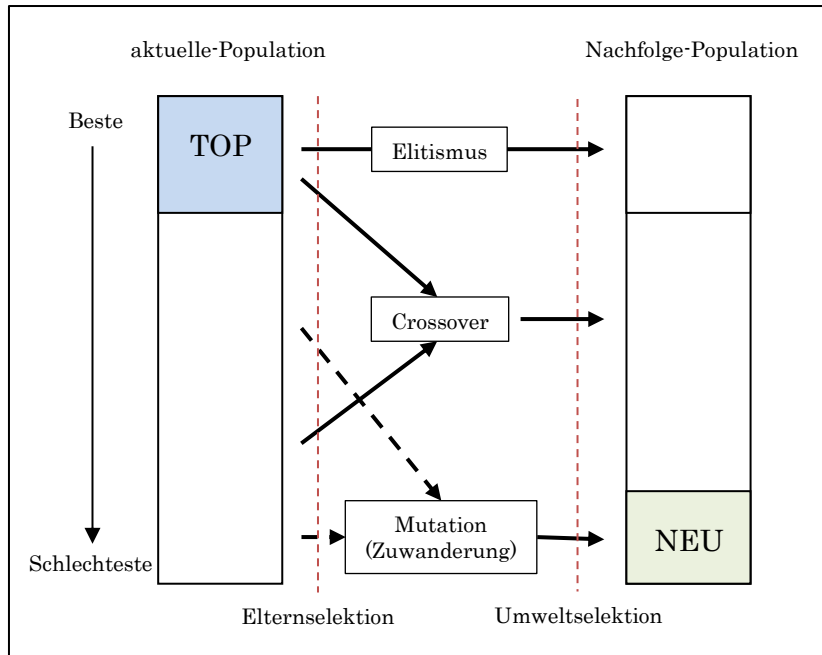 aktuelle-Population
Nachfolge-Population
Beste
TOP
Elitismus
Crossover
Mutation
(Zuwanderung)
NEU
Schlechteste
Elternselektion
Umweltselektion